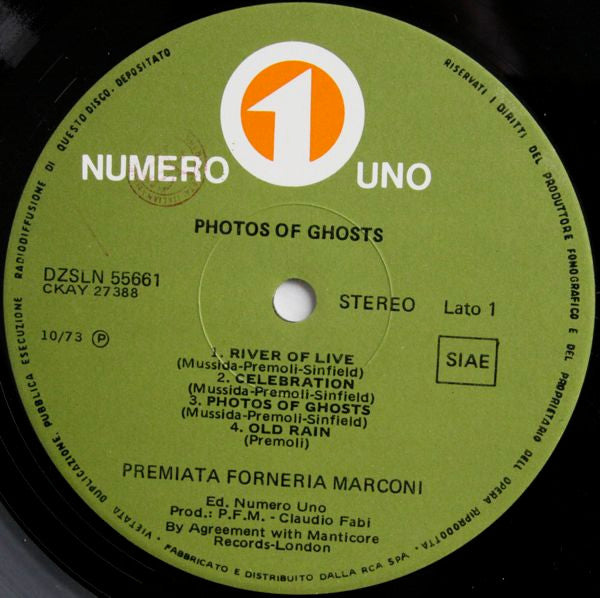 NUMERO 1 UNO
PHOTOS OF GHOSTS
DZSLN 55661
CKAY 27388
STEREO
Lato 1
10/73 Ⓟ
SIAE
1. RIVER OF LIVE
(Mussida-Premoli-Sinfield)
2. CELEBRATION
(Mussida-Premoli-Sinfield)
3. PHOTOS OF GHOSTS
(Mussida-Premoli-Sinfield)
4. OLD RAIN
(Premoli)
PREMIATA FORNERIA MARCONI
Ed. Numero Uno
Prod.: P.F.M. - Claudio Fabi
By Agreement with Manticore
Records-London
RISERVATI I DIRITTI DEL PRODUTTORE FONOGRAFICO E DEL PROPRIETARIO DELL OPERA RIPRODOTTA
· VIETATA DUPLICAZIONE, PUBBLICA ESECUZIONE RADIODIFFUSIONE DI QUESTO DISCO. DEPOSITATO
FABBRICATO E DISTRIBUITO DALLA RCA SPA ·